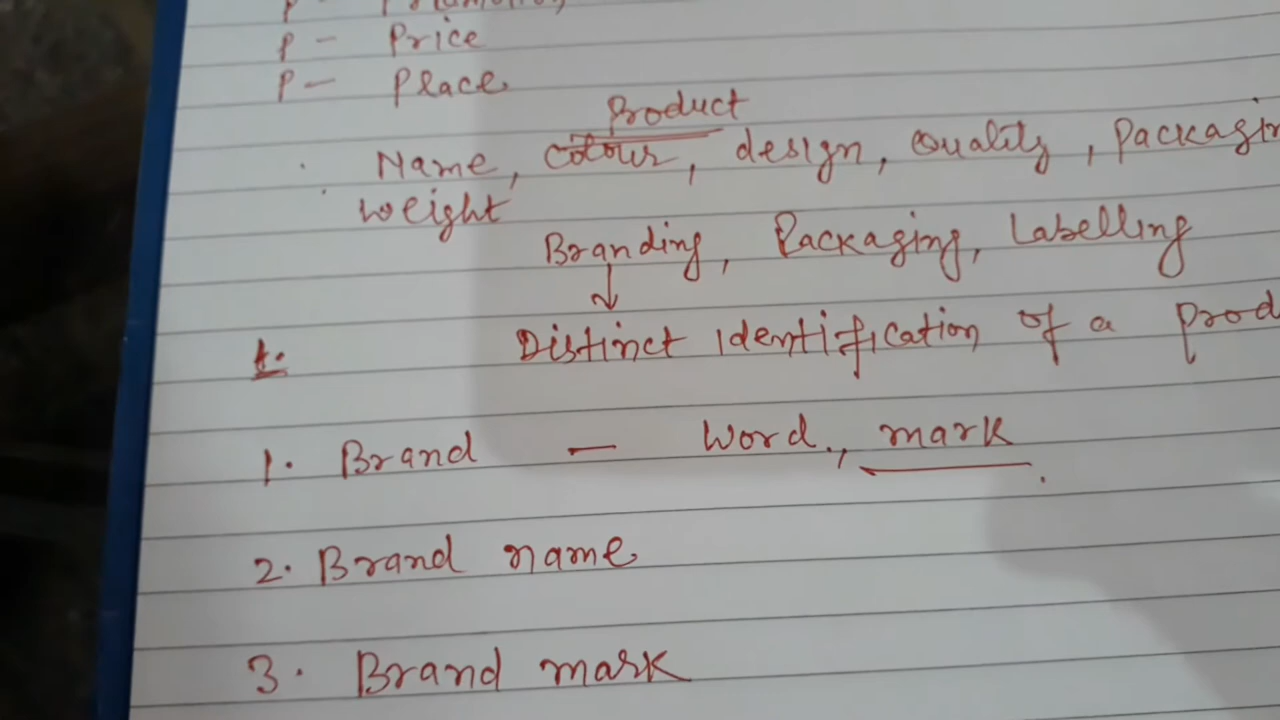 P -
P - Price
P - Place
Product
Name, colour, design, Quality, Packagin
weight
Branding, Packaging, Labelling
↓
Distinct Identification of a prod
1.
1. Brand - Word., mark
2. Brand name
3. Brand mark